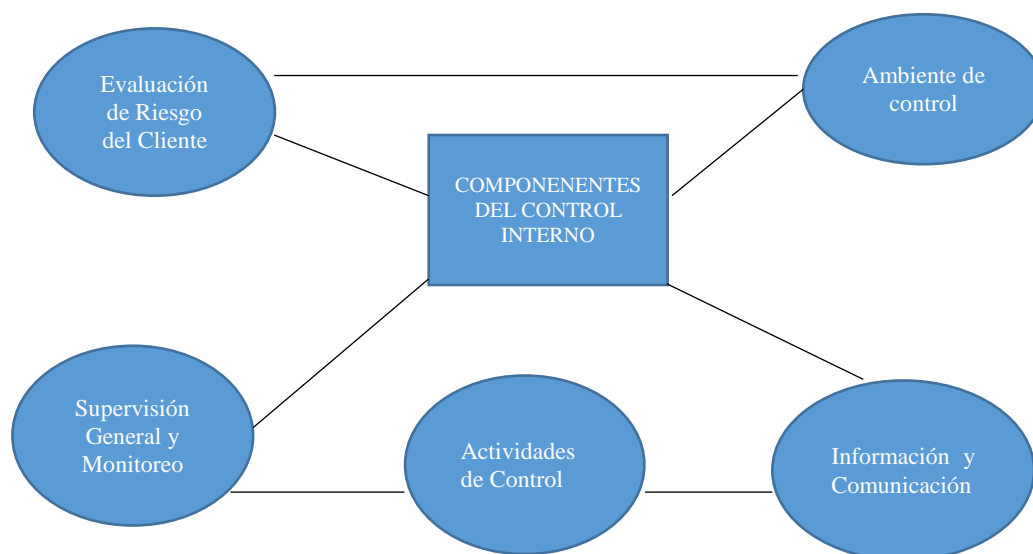 Evaluación
de Riesgo
del Cliente
Ambiente de
control
COMPONENENTES
DEL CONTROL
INTERNO
Supervisión
General y
Monitoreo
Actividades
de Control
Información y
Comunicación